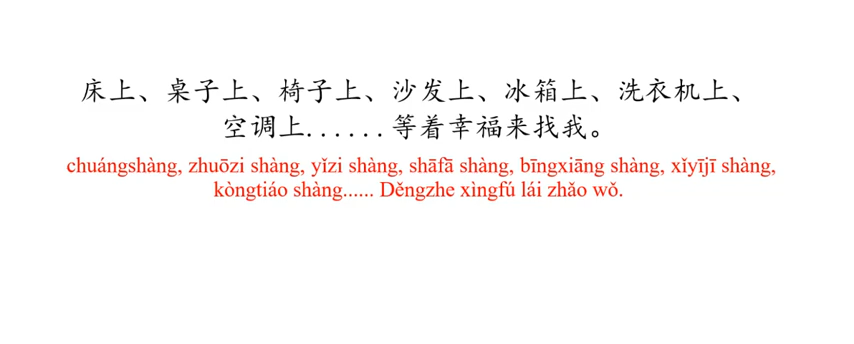 床上、桌子上、椅子上、沙发上、冰箱上、洗衣机上、
空调上......等着幸福来找我。
chuángshàng, zhuōzi shàng, yǐzi shàng, shāfā shàng, bīngxiāng shàng, xǐyījī shàng,
kòngtiáo shàng...... Děngzhe xìngfú lái zhǎo wǒ.